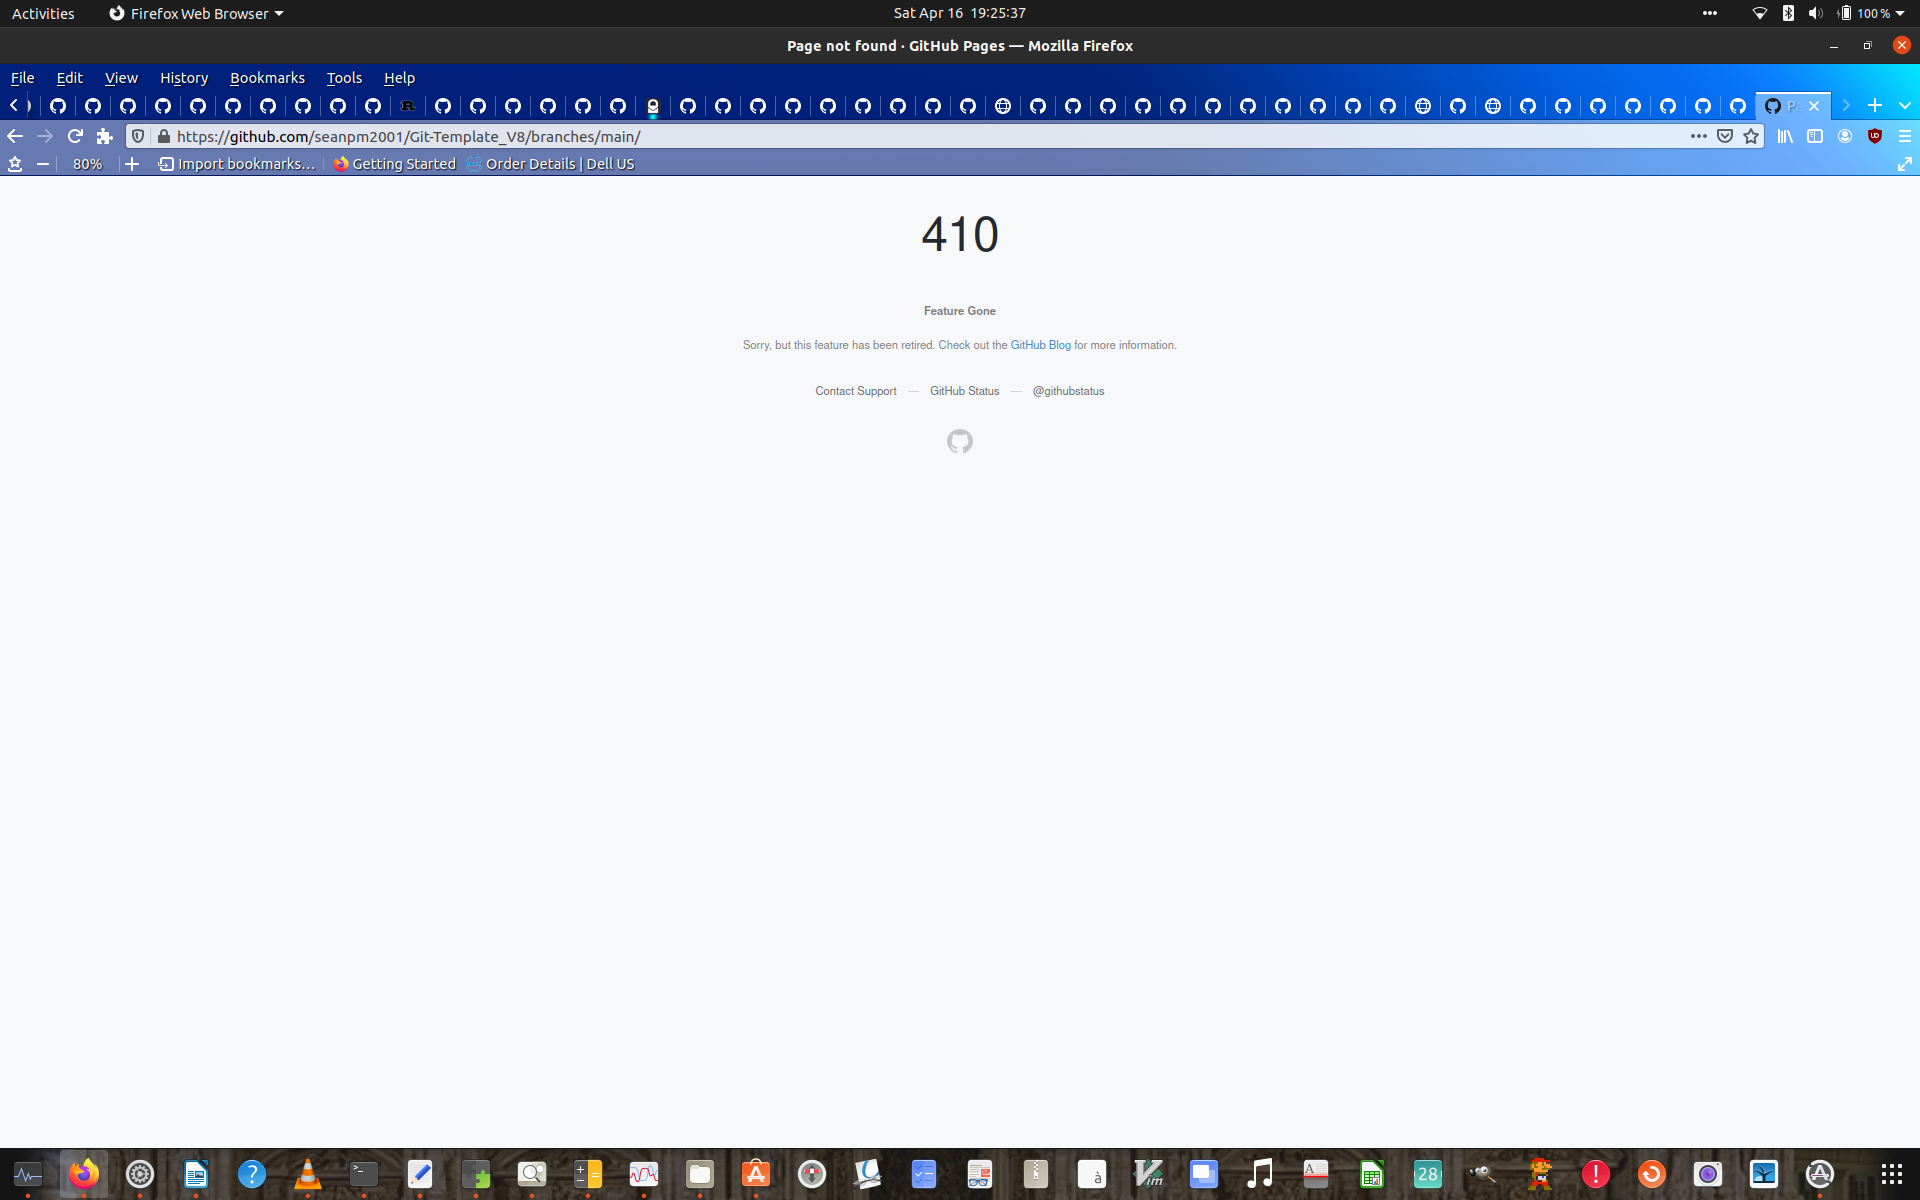 Activities Firefox Web Browser Sat Apr 16 19:25:37 100 %
Page not found · GitHub Pages — Mozilla Firefox
File Edit View History Bookmarks Tools Help
https://github.com/seanpm2001/Git-Template_V8/branches/main/
80% Import bookmarks... Getting Started Order Details | Dell US
410
Feature Gone
Sorry, but this feature has been retired. Check out the GitHub Blog for more information.
Contact Support — GitHub Status — @githubstatus
28